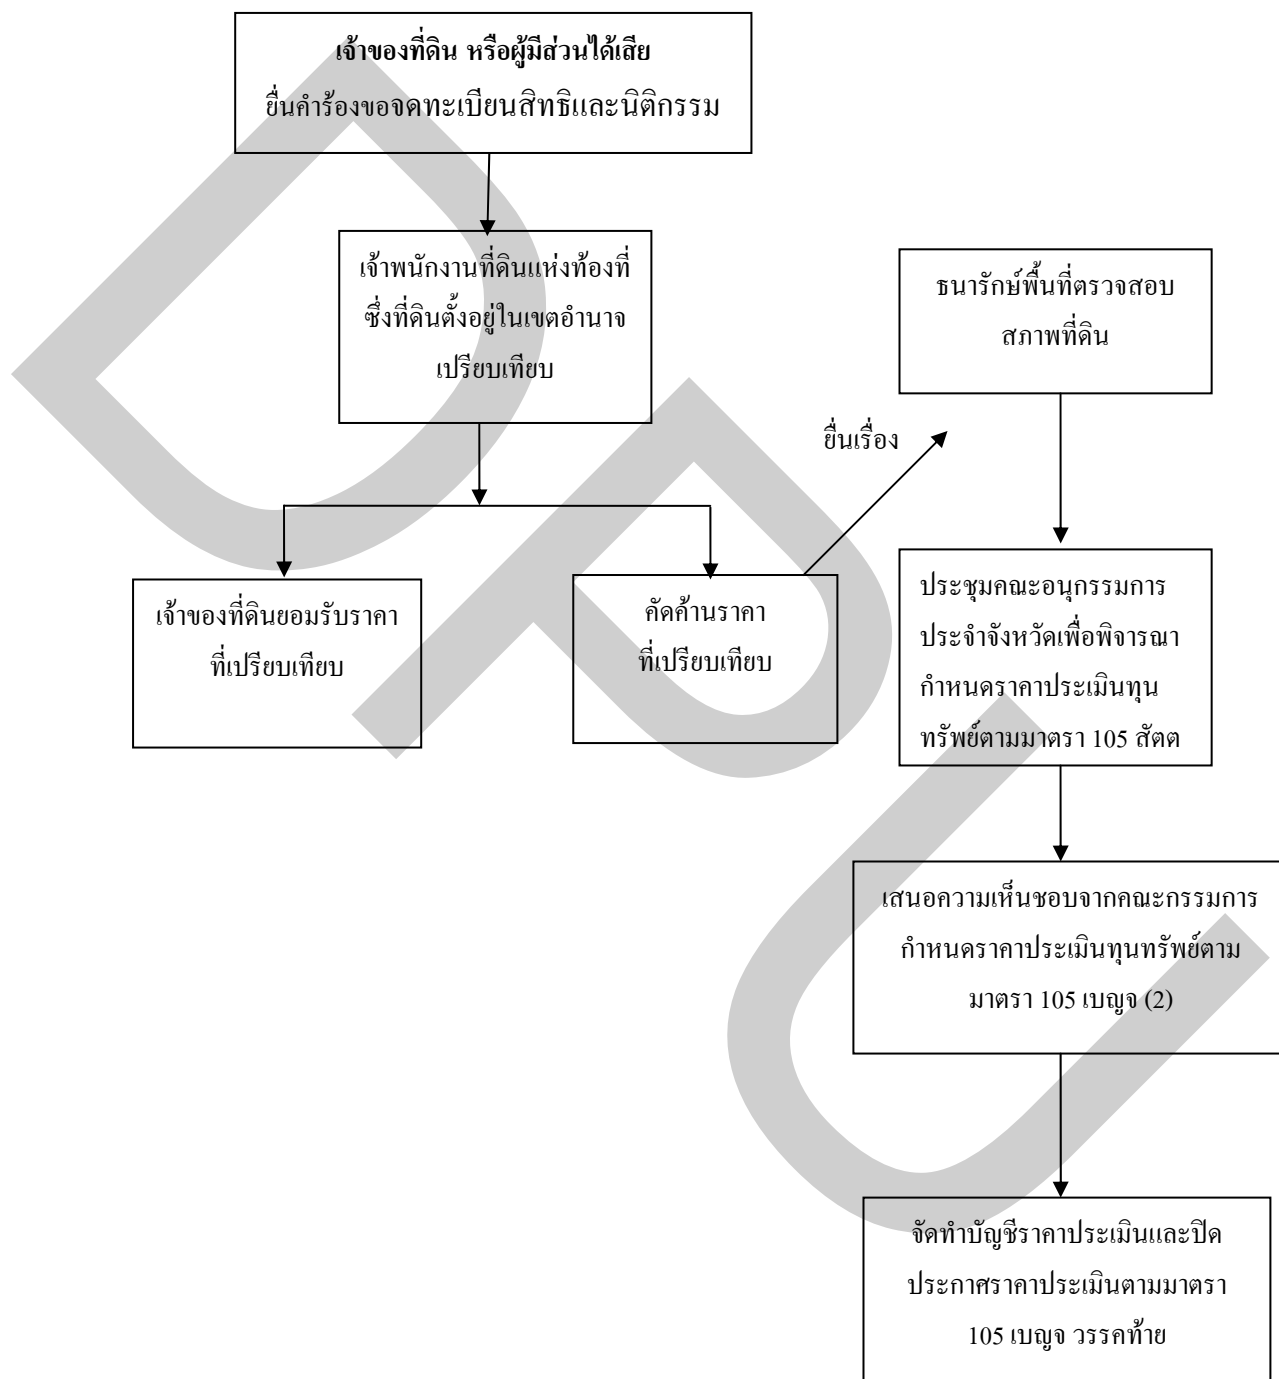 เจ้าของที่ดิน หรือผู้มีส่วนได้เสีย
ยื่นคำร้องขอจดทะเบียนสิทธิและนิติกรรม
เจ้าพนักงานที่ดินแห่งท้องที่
ซึ่งที่ดินตั้งอยู่ในเขตอำนาจ
เปรียบเทียบ
เจ้าของที่ดินยอมรับราคา
ที่เปรียบเทียบ
คัดค้านราคา
ที่เปรียบเทียบ
ยื่นเรื่อง
ธนารักษ์พื้นที่ตรวจสอบ
สภาพที่ดิน
ประชุมคณะอนุกรรมการ
ประจำจังหวัดเพื่อพิจารณา
กำหนดราคาประเมินทุน
ทรัพย์ตามมาตรา 105 สัตต
เสนอความเห็นชอบจากคณะกรรมการ
กำหนดราคาประเมินทุนทรัพย์ตาม
มาตรา 105 เบญจ (2)
จัดทำบัญชีราคาประเมินและปิด
ประกาศราคาประเมินตามมาตรา
105 เบญจ วรรคท้าย
DPU